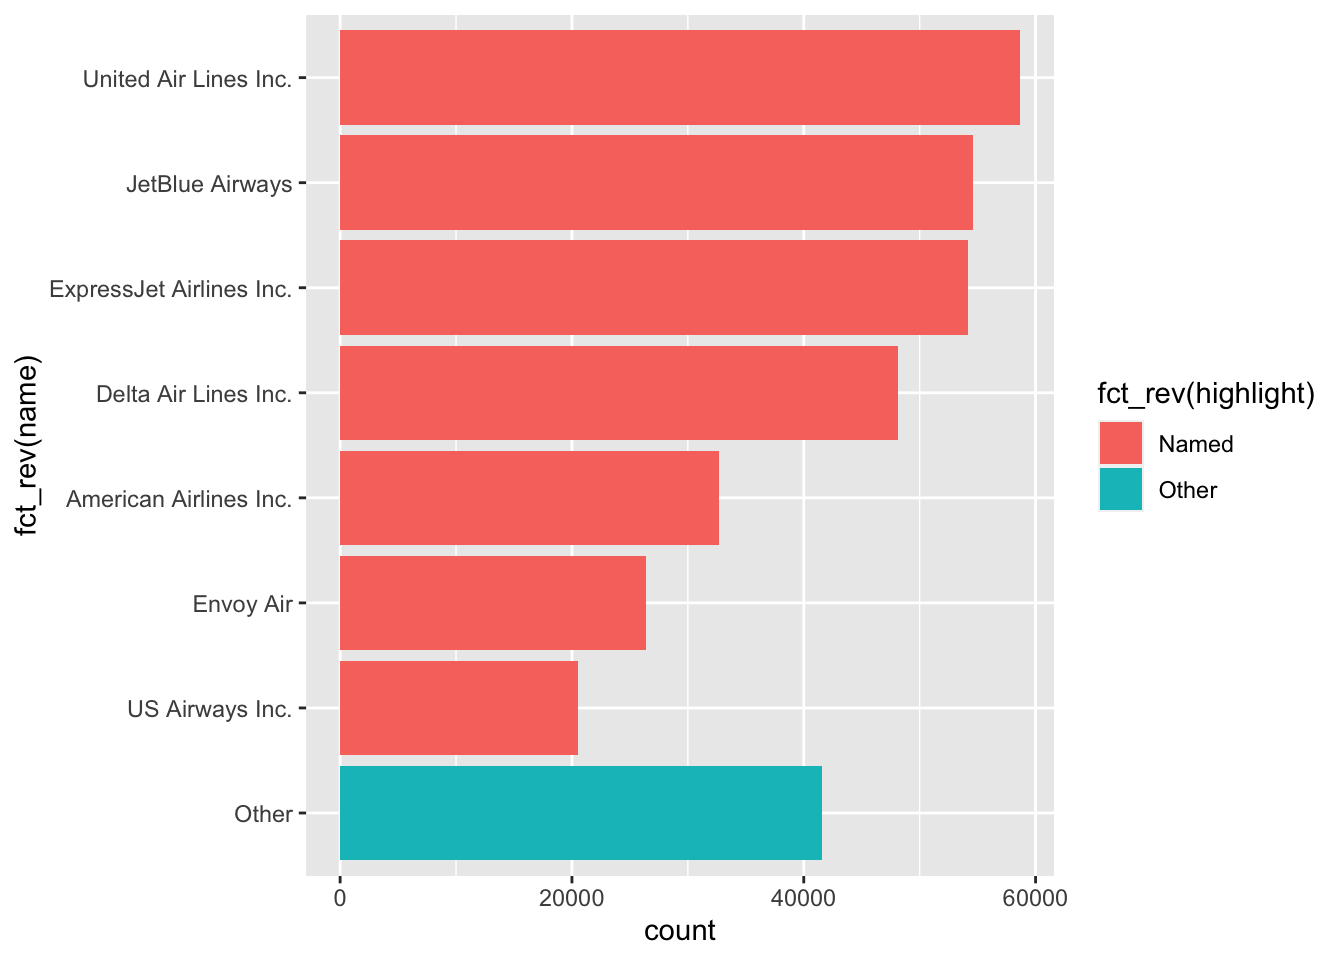 United Air Lines Inc.
JetBlue Airways
ExpressJet Airlines Inc.
Delta Air Lines Inc.
American Airlines Inc.
Envoy Air
US Airways Inc.
Other
fct_rev(name)
0 20000 40000 60000
count
fct_rev(highlight)
Named
Other